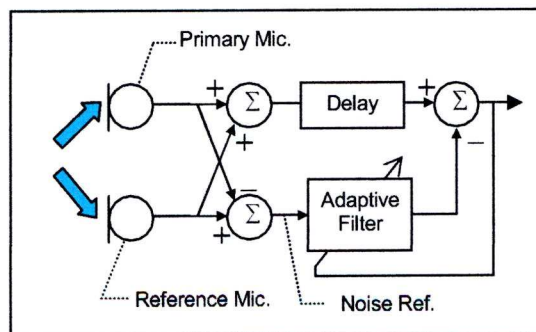 Primary Mic.
+
Σ
Delay
+
Σ
+
−
−
Σ
Adaptive
Filter
+
Reference Mic.
Noise Ref.